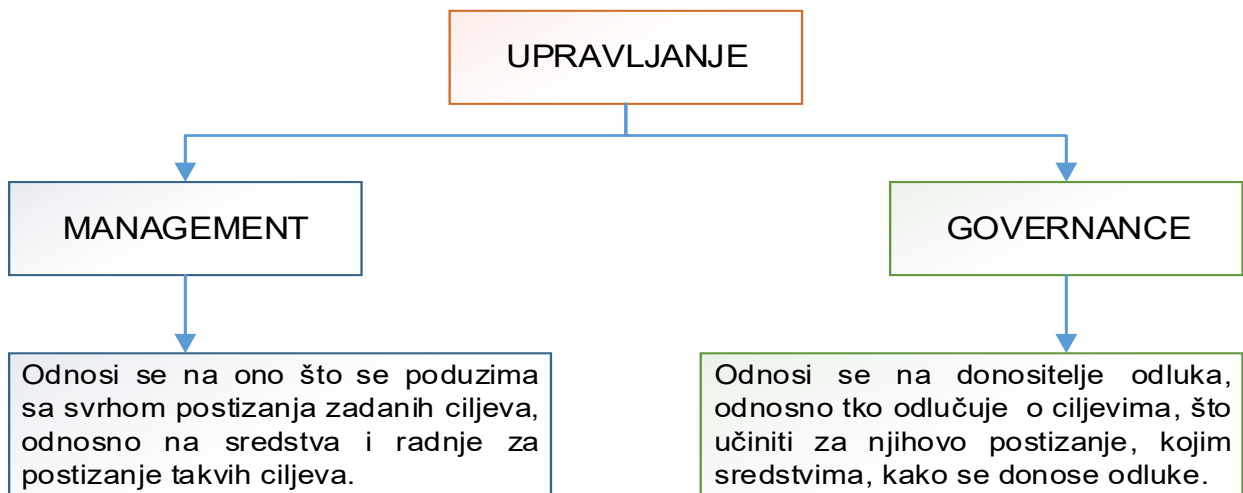 UPRAVLJANJE
MANAGEMENT
GOVERNANCE
Odnosi se na ono što se poduzima
sa svrhom postizanja zadanih ciljeva,
odnosno na sredstva i radnje za
postizanje takvih ciljeva.
Odnosi se na donositelje odluka,
odnosno tko odlučuje o ciljevima, što
učiniti za njihovo postizanje, kojim
sredstvima, kako se donose odluke.